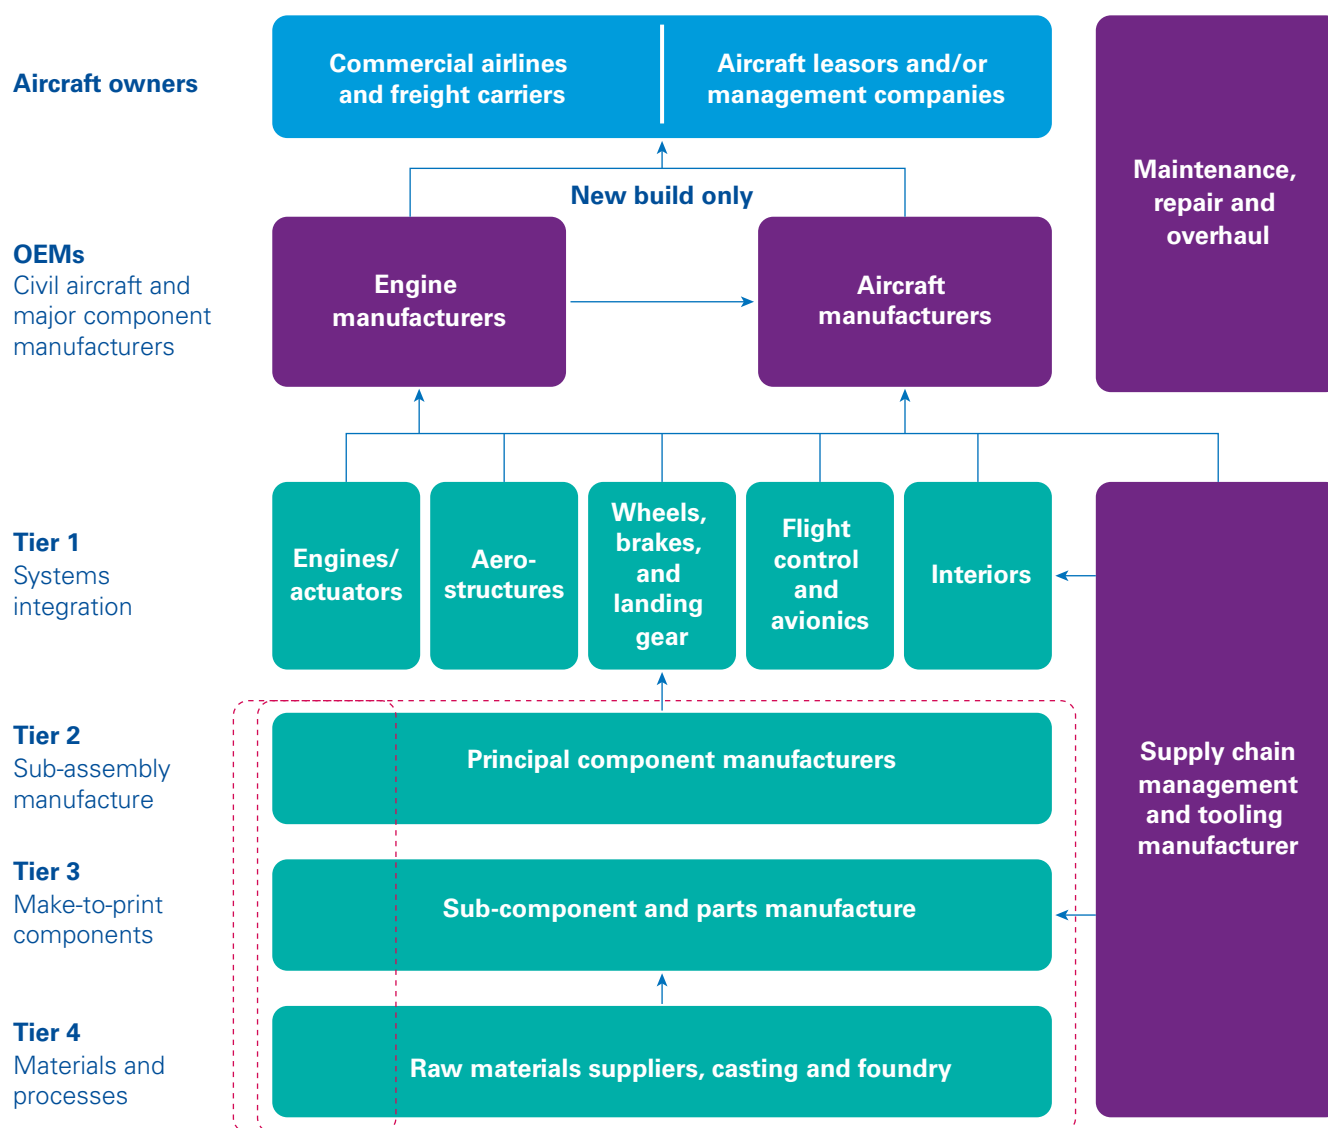 Aircraft owners
Commercial airlines
and freight carriers
Aircraft leasors and/or
management companies
Maintenance,
repair and
overhaul
New build only
OEMs
Civil aircraft and
major component
manufacturers
Engine
manufacturers
Aircraft
manufacturers
Tier 1
Systems
integration
Engines/
actuators
Aero-
structures
Wheels,
brakes,
and
landing
gear
Flight
control
and
avionics
Interiors
Supply chain
management
and tooling
manufacturer
Tier 2
Sub-assembly
manufacture
Principal component manufacturers
Tier 3
Make-to-print
components
Sub-component and parts manufacture
Tier 4
Materials and
processes
Raw materials suppliers, casting and foundry